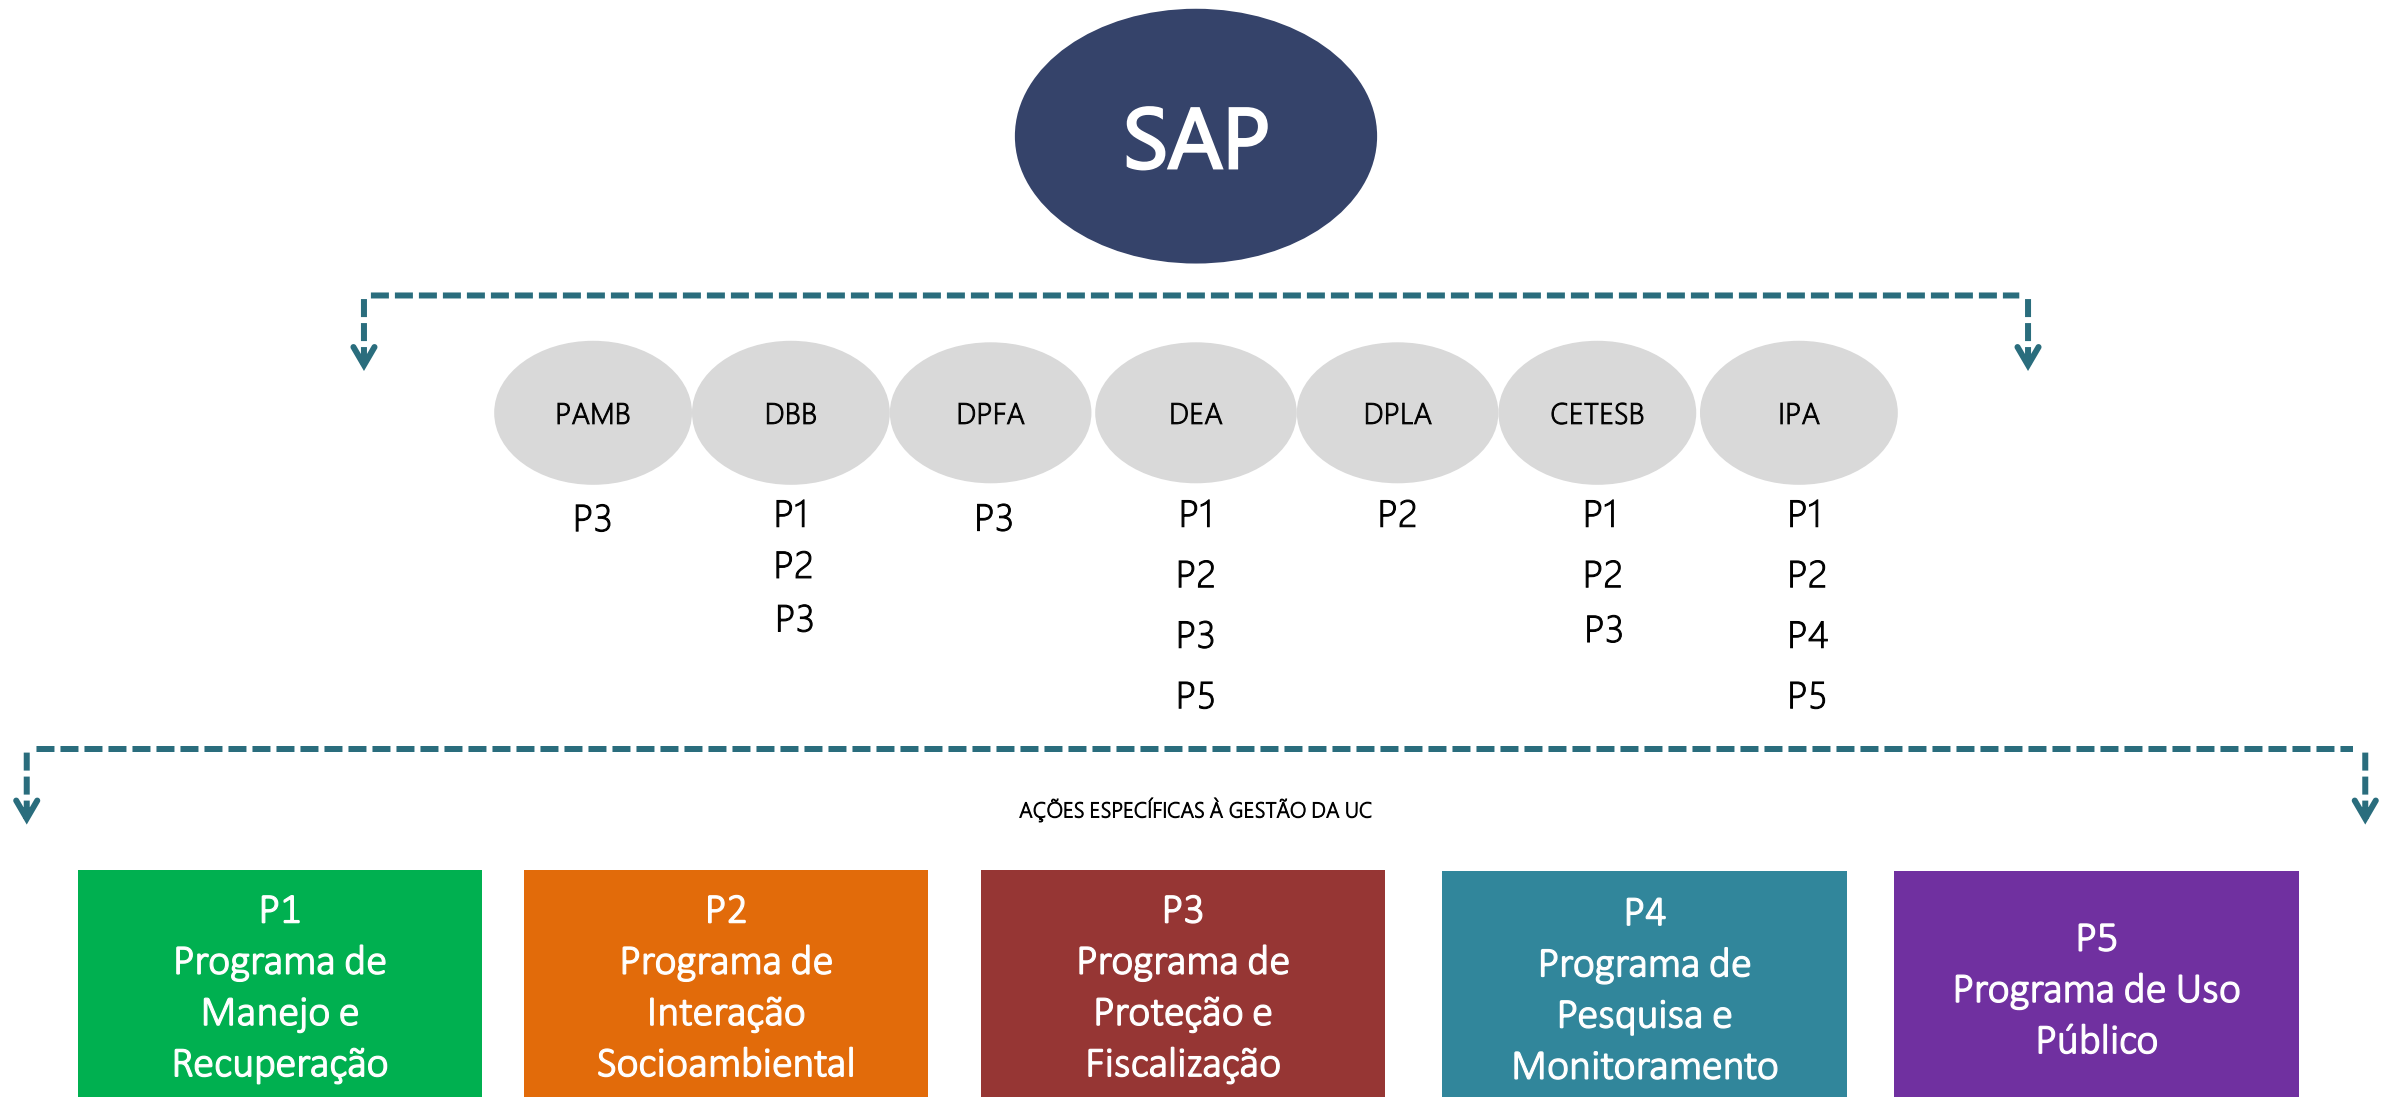 SAP
PAMB
DBB
DPFA
DEA
DPLA
CETESB
IPA
P3
P1
P2
P3
P3
P1
P2
P3
P5
P2
P1
P2
P3
P1
P2
P4
P5
AÇÕES ESPECÍFICAS À GESTÃO DA UC
P1
Programa de
Manejo e
Recuperação
P2
Programa de
Interação
Socioambiental
P3
Programa de
Proteção e
Fiscalização
P4
Programa de
Pesquisa e
Monitoramento
P5
Programa de Uso
Público